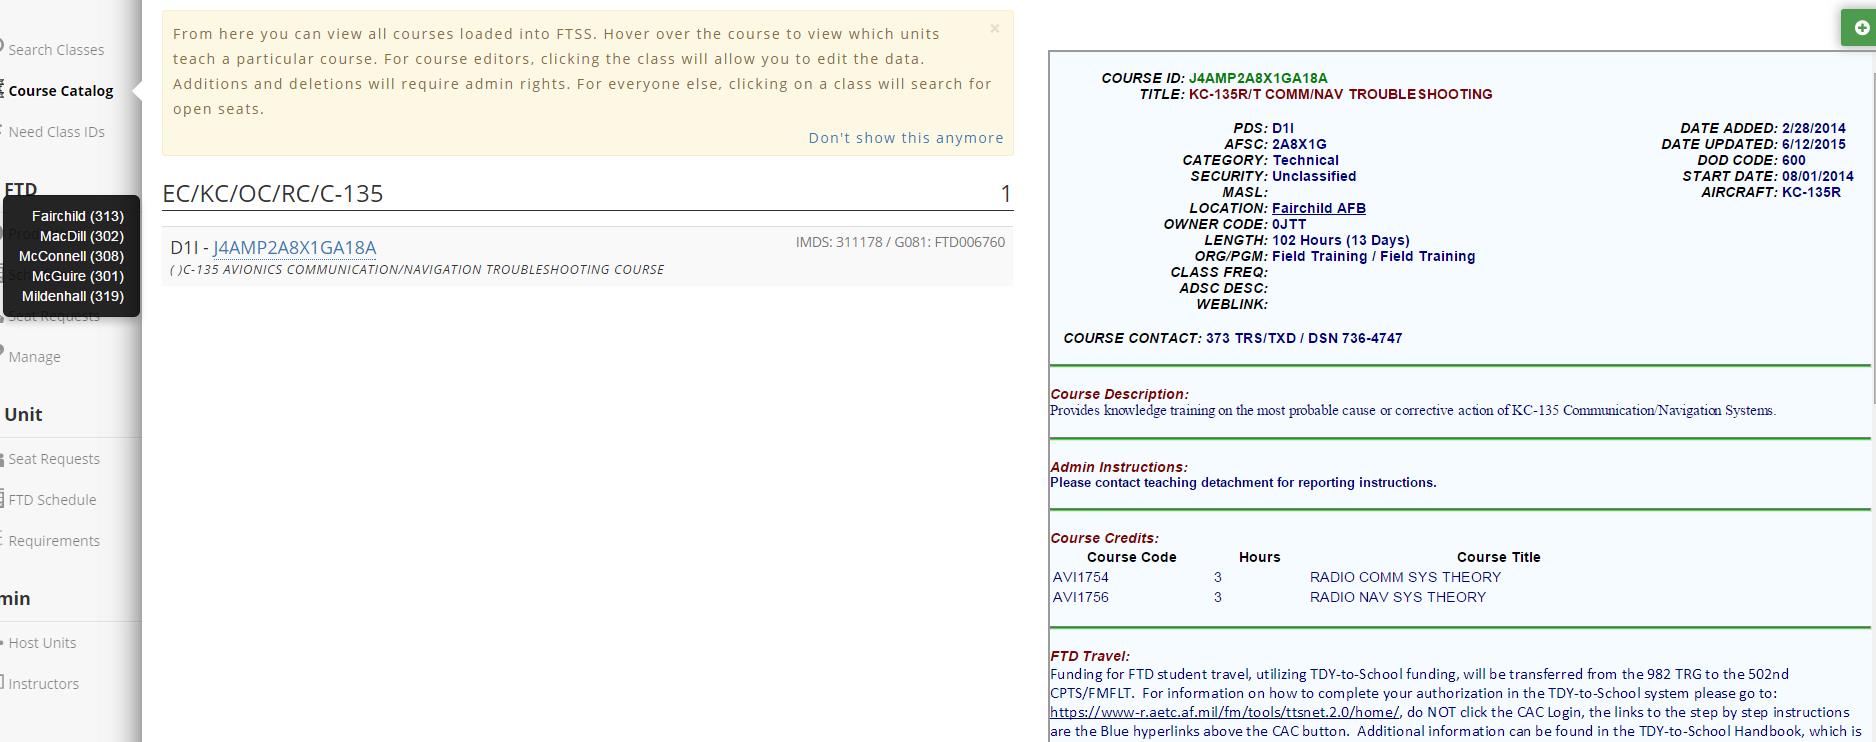 Search Classes
Course Catalog
Need Class IDs
FTD
Fairchild (313)
MacDill (302)
McConnell (308)
McGuire (301)
Mildenhall (319)
Seat Requests
Manage
Unit
Seat Requests
FTD Schedule
Requirements
min
Host Units
Instructors
From here you can view all courses loaded into FTSS. Hover over the course to view which units
teach a particular course. For course editors, clicking the class will allow you to edit the data.
Additions and deletions will require admin rights. For everyone else, clicking on a class will search for
open seats.
Don't show this anymore
EC/KC/OC/RC/C-135 1
D1I - J4AMP2A8X1GA18A IMDS: 311178 / G081: FTD006760
( )C-135 AVIONICS COMMUNICATION/NAVIGATION TROUBLESHOOTING COURSE
COURSE ID: J4AMP2A8X1GA18A
TITLE: KC-135R/T COMM/NAV TROUBLESHOOTING
PDS: D1I DATE ADDED: 2/28/2014
AFSC: 2A8X1G DATE UPDATED: 6/12/2015
CATEGORY: Technical DOD CODE: 600
SECURITY: Unclassified START DATE: 08/01/2014
MASL: AIRCRAFT: KC-135R
LOCATION: Fairchild AFB
OWNER CODE: 0JTT
LENGTH: 102 Hours (13 Days)
ORG/PGM: Field Training / Field Training
CLASS FREQ:
ADSC DESC:
WEBLINK:
COURSE CONTACT: 373 TRS/TXD / DSN 736-4747
Course Description:
Provides knowledge training on the most probable cause or corrective action of KC-135 Communication/Navigation Systems.
Admin Instructions:
Please contact teaching detachment for reporting instructions.
Course Credits:
Course Code Hours Course Title
AVI1754 3 RADIO COMM SYS THEORY
AVI1756 3 RADIO NAV SYS THEORY
FTD Travel:
Funding for FTD student travel, utilizing TDY-to-School funding, will be transferred from the 982 TRG to the 502nd
CPTS/FMFLT. For information on how to complete your authorization in the TDY-to-School system please go to:
https://www-r.aetc.af.mil/fm/tools/ttsnet.2.0/home/, do NOT click the CAC Login, the links to the step by step instructions
are the Blue hyperlinks above the CAC button. Additional information can be found in the TDY-to-School Handbook, which is